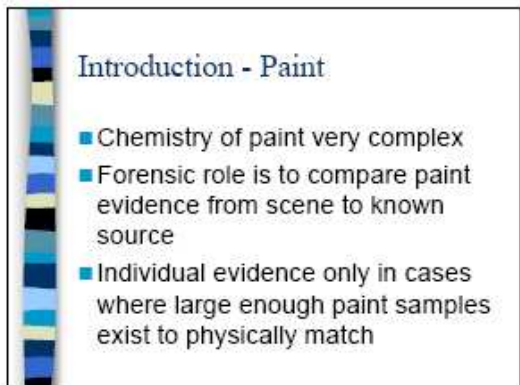 Introduction - Paint
Chemistry of paint very complex
Forensic role is to compare paint
evidence from scene to known
source
Individual evidence only in cases
where large enough paint samples
exist to physically match